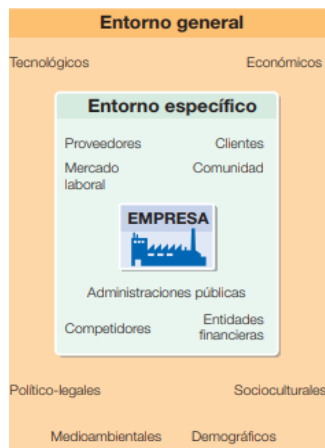 Entorno general
Tecnológicos Económicos
Entorno específico
Proveedores Clientes
Mercado Comunidad
laboral
EMPRESA
Administraciones públicas
Competidores Entidades
financieras
Político-legales Socioculturales
Medioambientales Demográficos